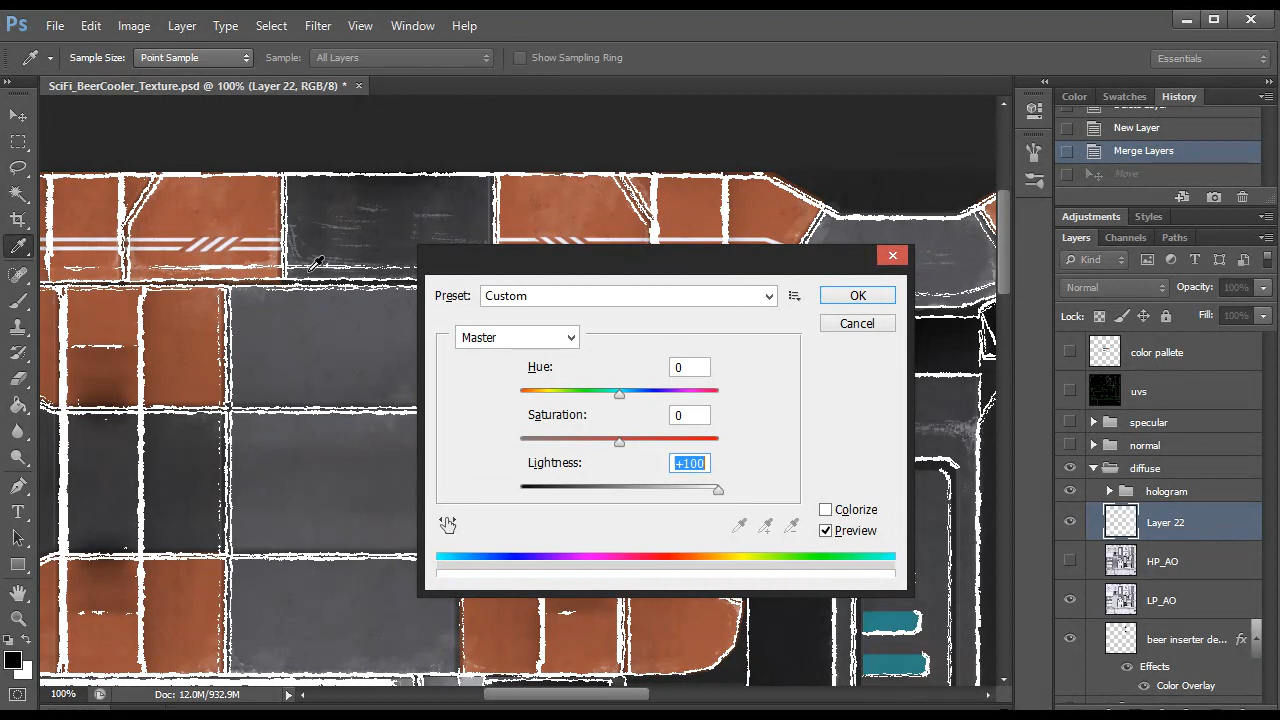 Ps File Edit Image Layer Type Select Filter View Window Help
Sample Size: Point Sample Sample: All Layers Show Sampling Ring Essentials
SciFi_BeerCooler_Texture.psd @ 100% (Layer 22, RGB/8) *
Color Swatches History
Delete Layer
New Layer
Merge Layers
Move
Adjustments Styles
Layers Channels Paths
Kind
Normal Opacity: 100%
Lock: Fill: 100%
color pallete
uvs
specular
normal
diffuse
hologram
Layer 22
HP_AO
LP_AO
beer inserter de... fx
Effects
Color Overlay
Preset: Custom OK
Cancel
Master
Hue: 0
Saturation: 0
Lightness: +100
Colorize
Preview
100% Doc: 12.0M/932.9M